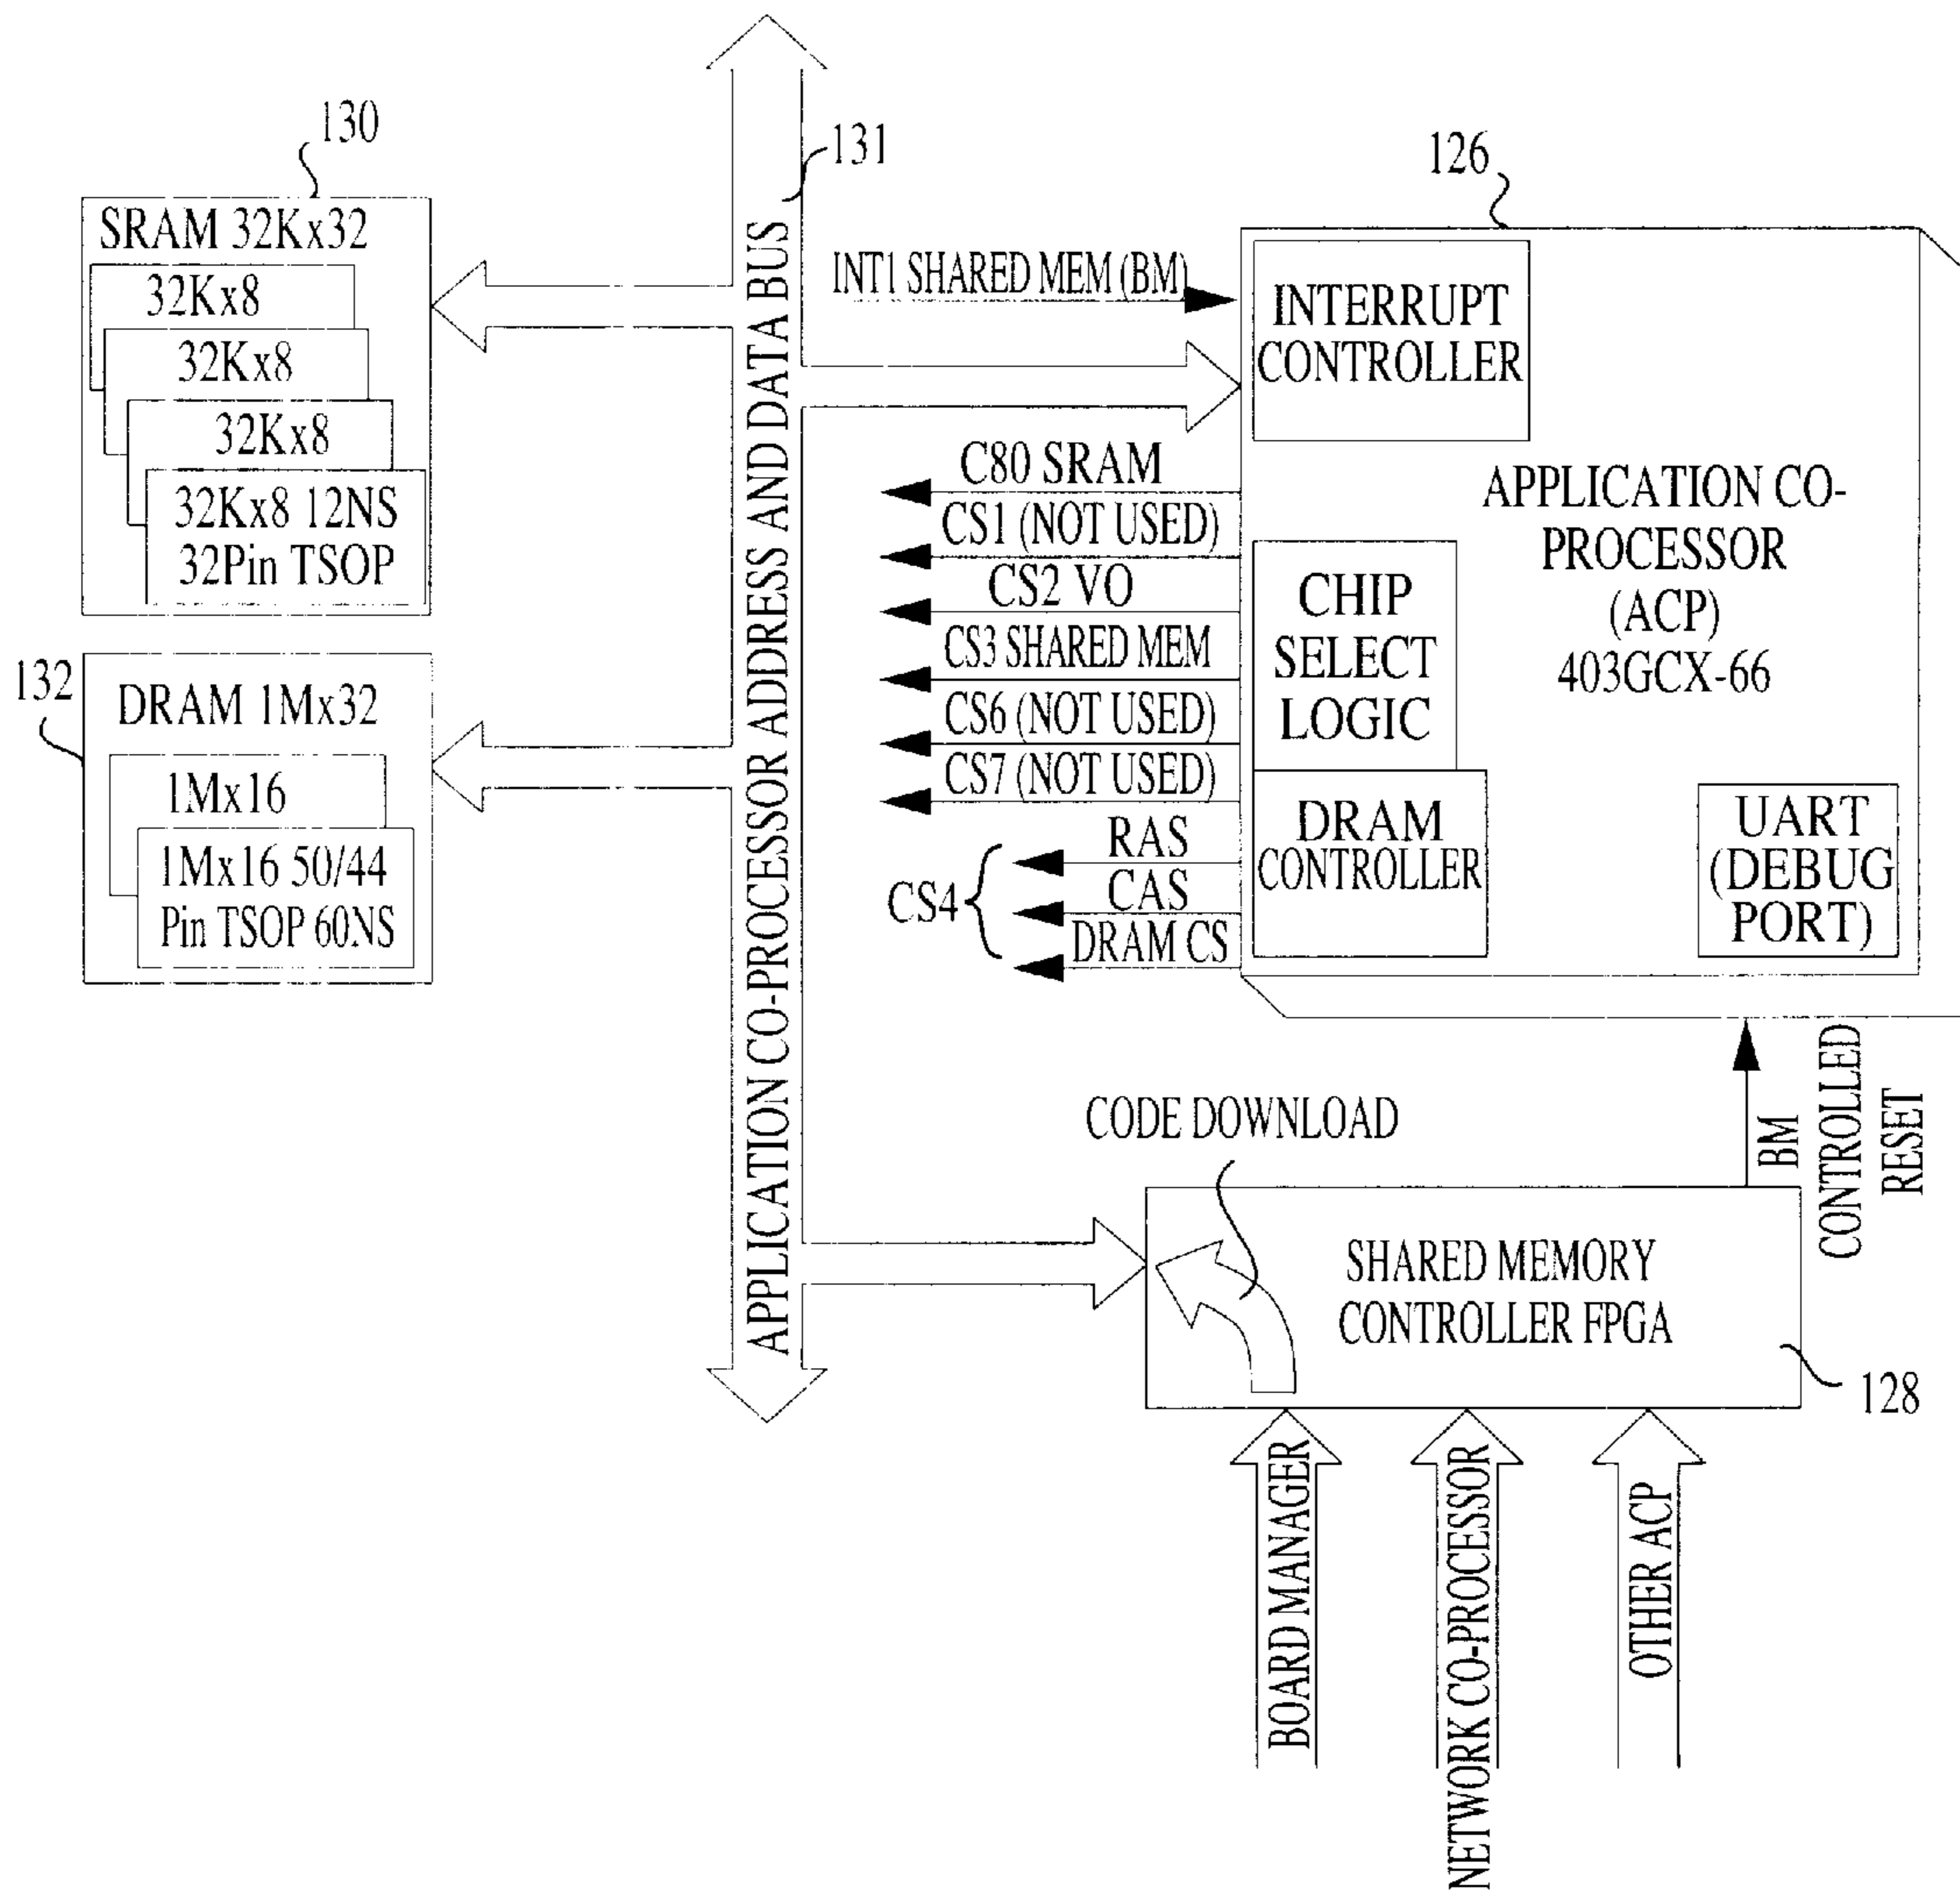 130
SRAM 32Kx32
32Kx8
32Kx8
32Kx8
32Kx8 12NS
32Pin TSOP
132
DRAM 1Mx32
1Mx16
1Mx16 50/44
Pin TSOP 60NS
131
APPLICATION CO-PROCESSOR ADDRESS AND DATA BUS
INT1 SHARED MEM (BM)
C80 SRAM
CS1 (NOT USED)
CS2 VO
CS3 SHARED MEM
CS6 (NOT USED)
CS7 (NOT USED)
RAS
CAS
DRAM CS
CS4
126
INTERRUPT
CONTROLLER
APPLICATION CO-
PROCESSOR
(ACP)
403GCX-66
CHIP
SELECT
LOGIC
DRAM
CONTROLLER
UART
(DEBUG
PORT)
BM
CONTROLLED
RESET
CODE DOWNLOAD
SHARED MEMORY
CONTROLLER FPGA
128
BOARD MANAGER
NETWORK CO-PROCESSOR
OTHER ACP